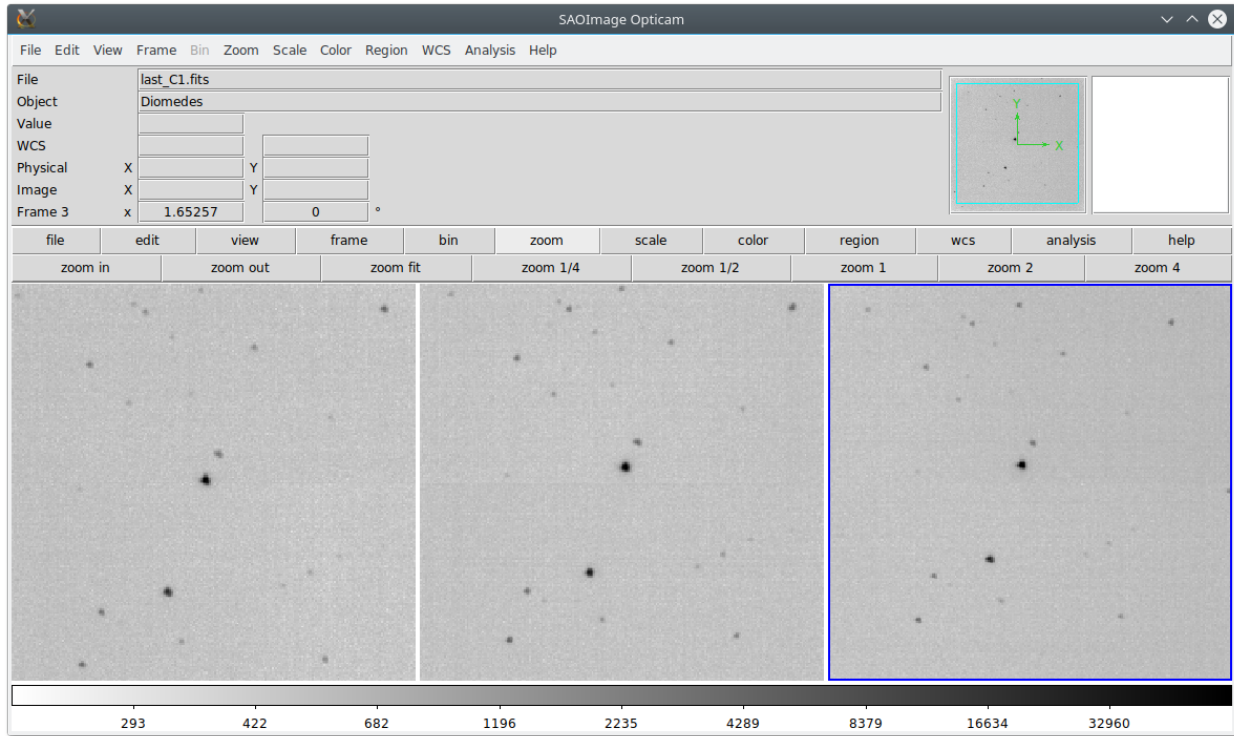 SAOImage Opticam
File Edit View Frame Bin Zoom Scale Color Region WCS Analysis Help
File last_C1.fits
Object Diomedes
Value
WCS
Physical X Y
Image X Y
Frame 3 x 1.65257 0 °
Y
X
file edit view frame bin zoom scale color region wcs analysis help
zoom in zoom out zoom fit zoom 1/4 zoom 1/2 zoom 1 zoom 2 zoom 4
293 422 682 1196 2235 4289 8379 16634 32960